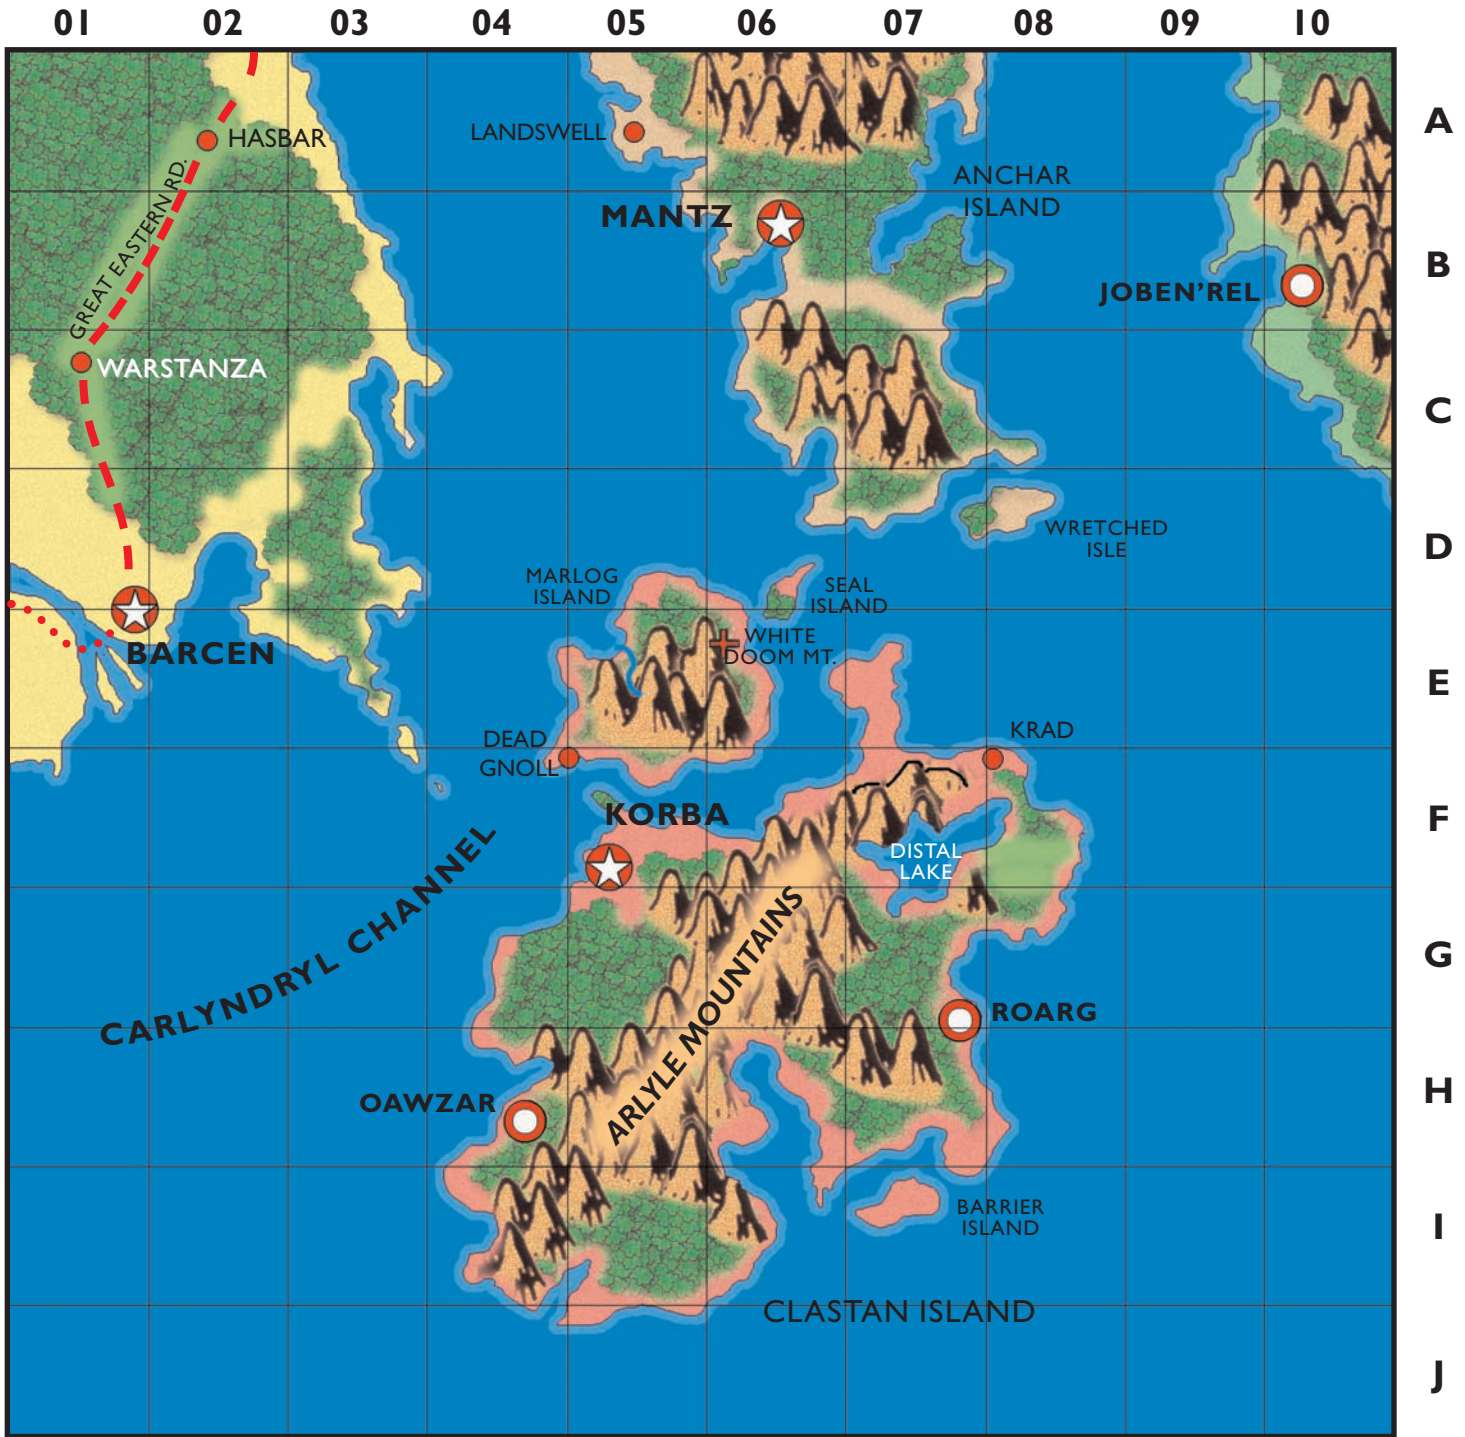 01 02 03 04 05 06 07 08 09 10
A
LANDSWELL
HASBAR
GREAT EASTERN RD.
ANCHAR
ISLAND
MANTZ
B
JOBEN'REL
WARSTANZA
C
WRETCHED
ISLE
D
MARLOG
ISLAND
SEAL
ISLAND
WHITE
DOOM MT.
BARCEN
E
KRAD
DEAD
GNOLL
KORBA
F
DISTAL
LAKE
CARLYNDRYL CHANNEL
ARLYLE MOUNTAINS
G
ROARG
OAWZAR
H
BARRIER
ISLAND
I
CLASTAN ISLAND
J